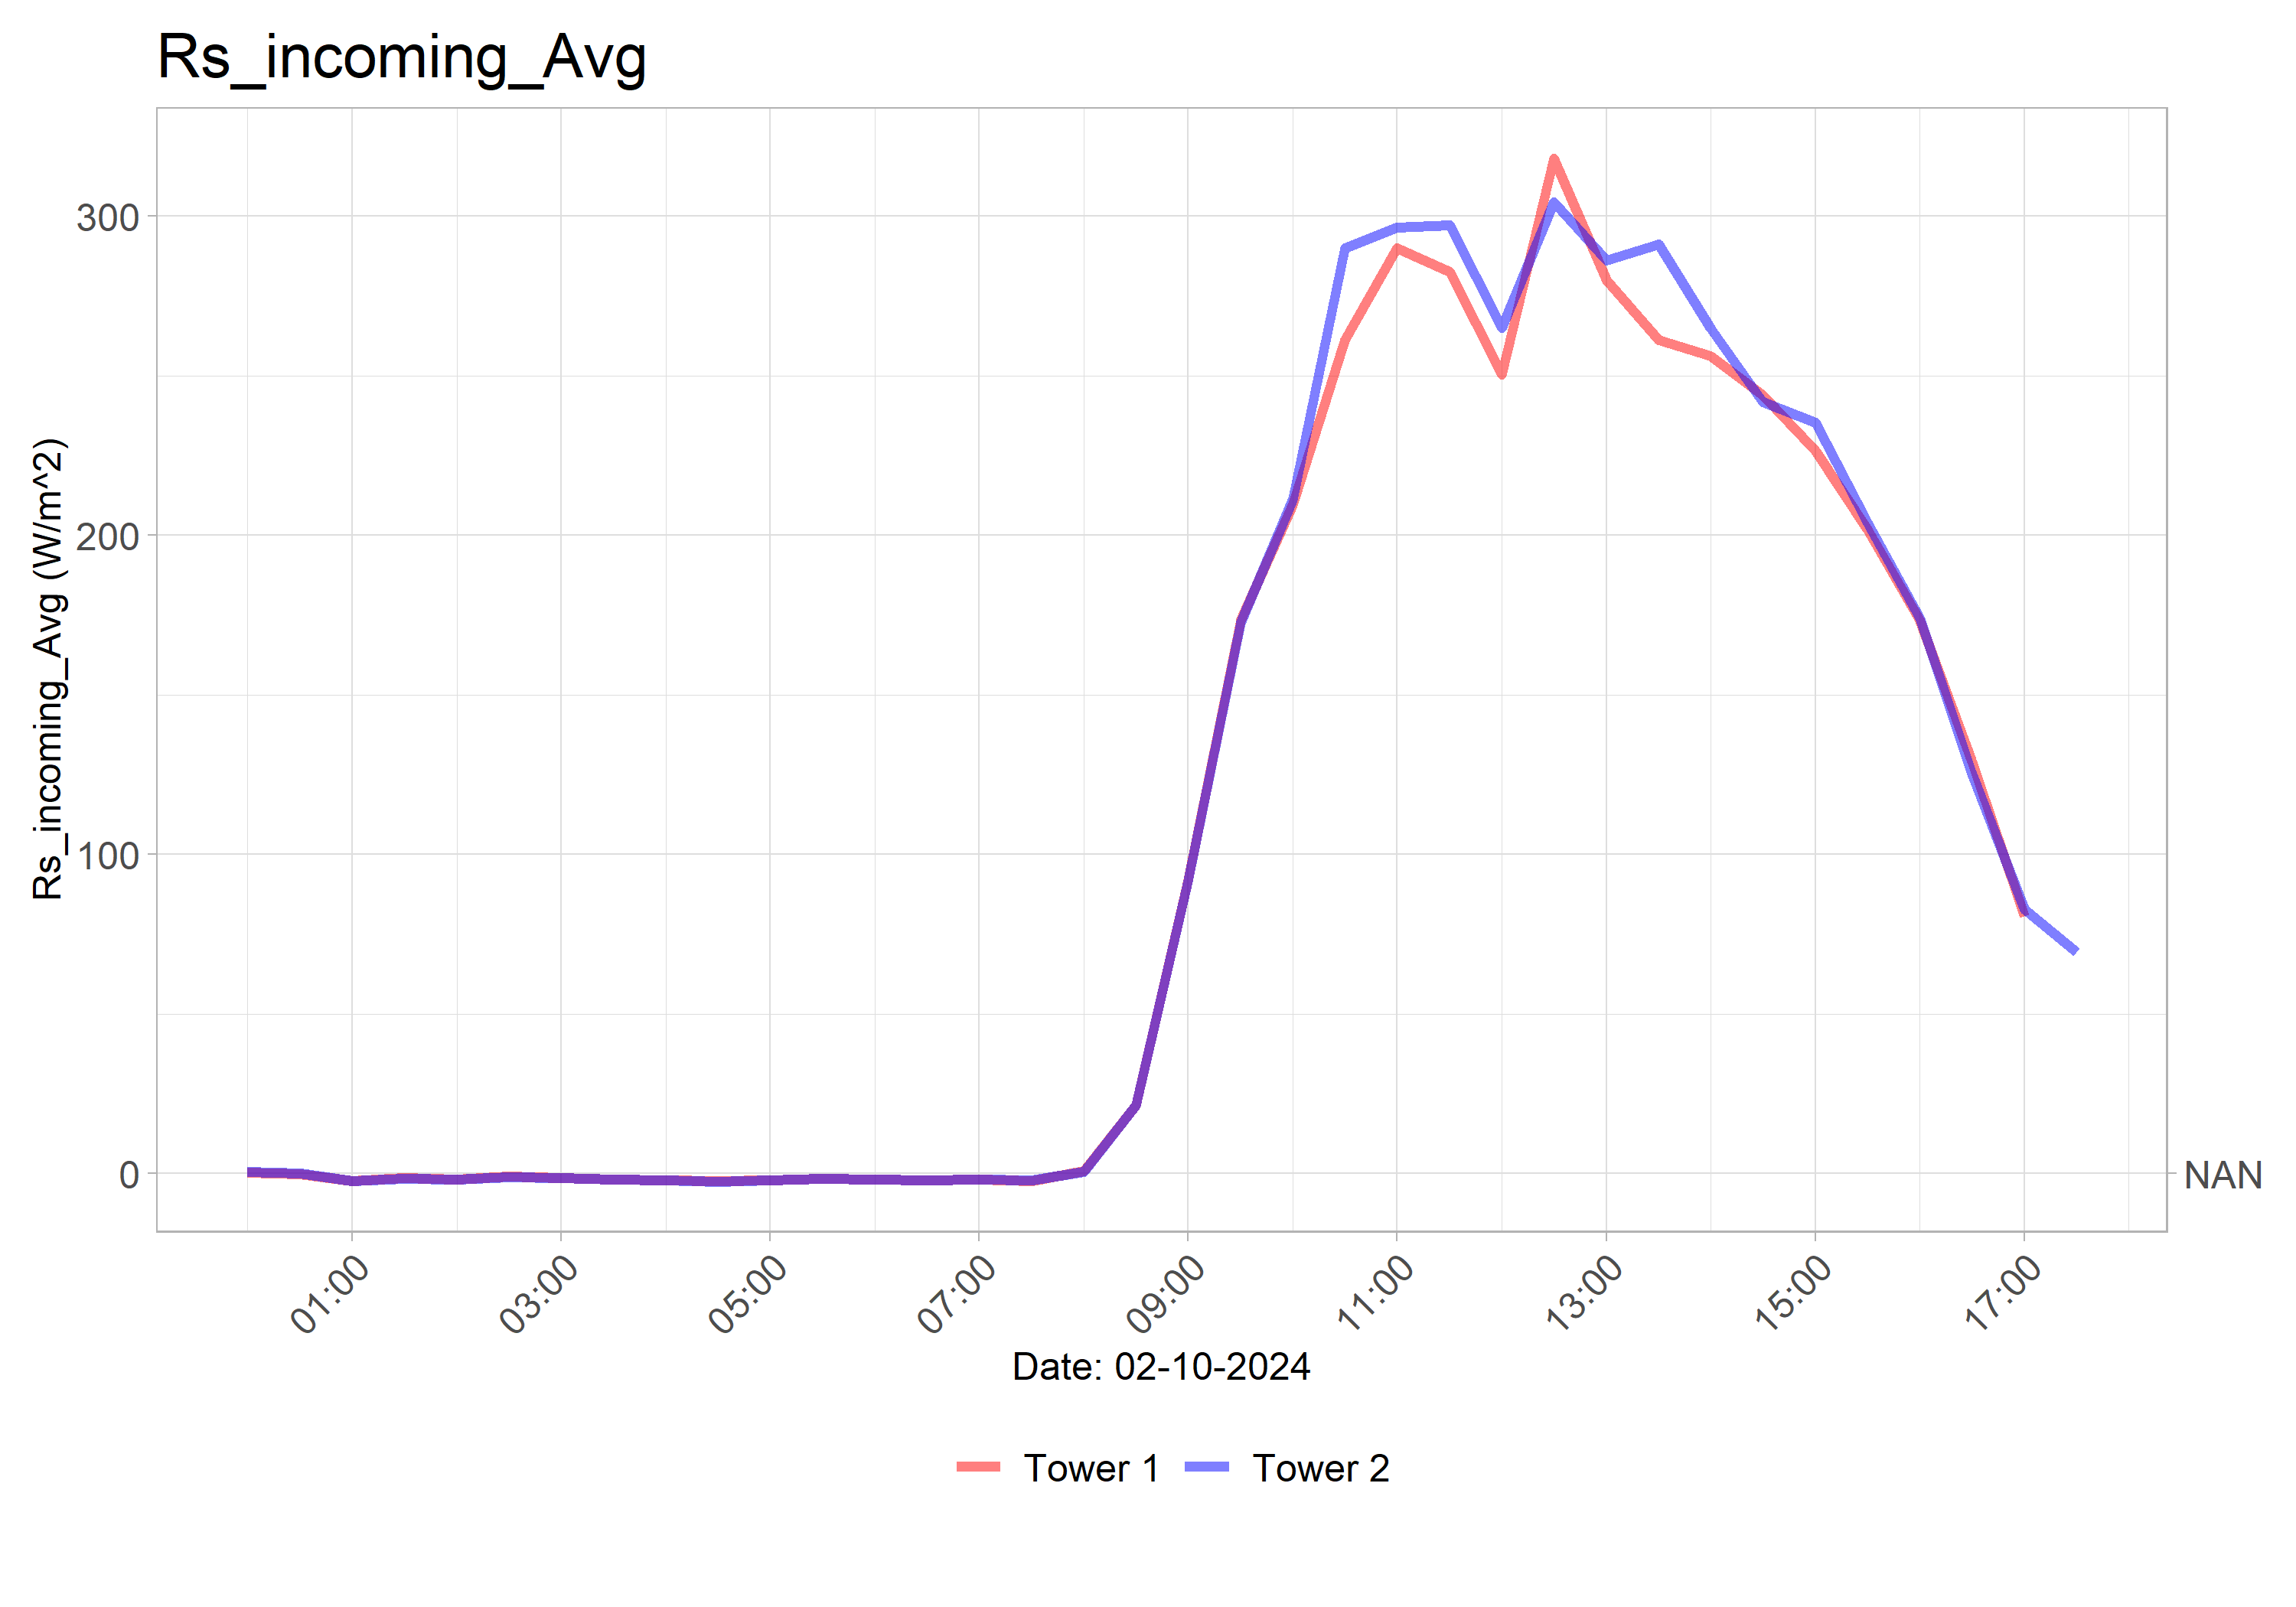 Rs_incoming_Avg
Rs_incoming_Avg (W/m^2)
300
200
100
0
NAN
01:00 03:00 05:00 07:00 09:00 11:00 13:00 15:00 17:00
Date: 02-10-2024
Tower 1 Tower 2